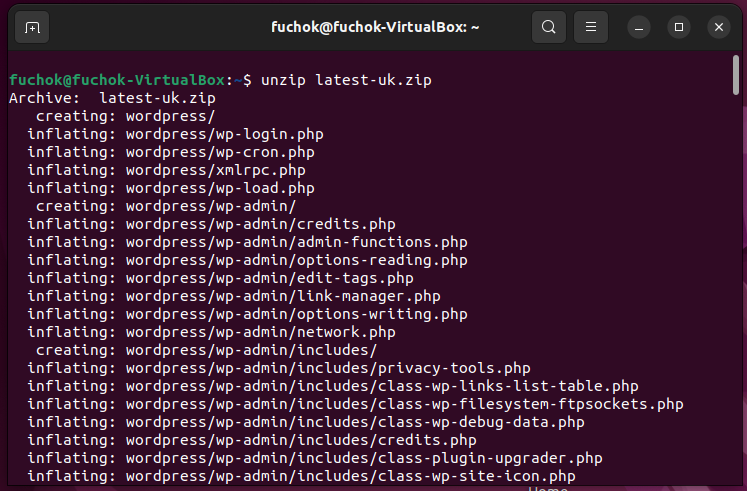 fuchok@fuchok-VirtualBox: ~
fuchok@fuchok-VirtualBox:~$ unzip latest-uk.zip
Archive:  latest-uk.zip
   creating: wordpress/
  inflating: wordpress/wp-login.php
  inflating: wordpress/wp-cron.php
  inflating: wordpress/xmlrpc.php
  inflating: wordpress/wp-load.php
   creating: wordpress/wp-admin/
  inflating: wordpress/wp-admin/credits.php
  inflating: wordpress/wp-admin/admin-functions.php
  inflating: wordpress/wp-admin/options-reading.php
  inflating: wordpress/wp-admin/edit-tags.php
  inflating: wordpress/wp-admin/link-manager.php
  inflating: wordpress/wp-admin/options-writing.php
  inflating: wordpress/wp-admin/network.php
   creating: wordpress/wp-admin/includes/
  inflating: wordpress/wp-admin/includes/privacy-tools.php
  inflating: wordpress/wp-admin/includes/class-wp-links-list-table.php
  inflating: wordpress/wp-admin/includes/class-wp-filesystem-ftpsockets.php
  inflating: wordpress/wp-admin/includes/class-wp-debug-data.php
  inflating: wordpress/wp-admin/includes/credits.php
  inflating: wordpress/wp-admin/includes/class-plugin-upgrader.php
  inflating: wordpress/wp-admin/includes/class-wp-site-icon.php
Home